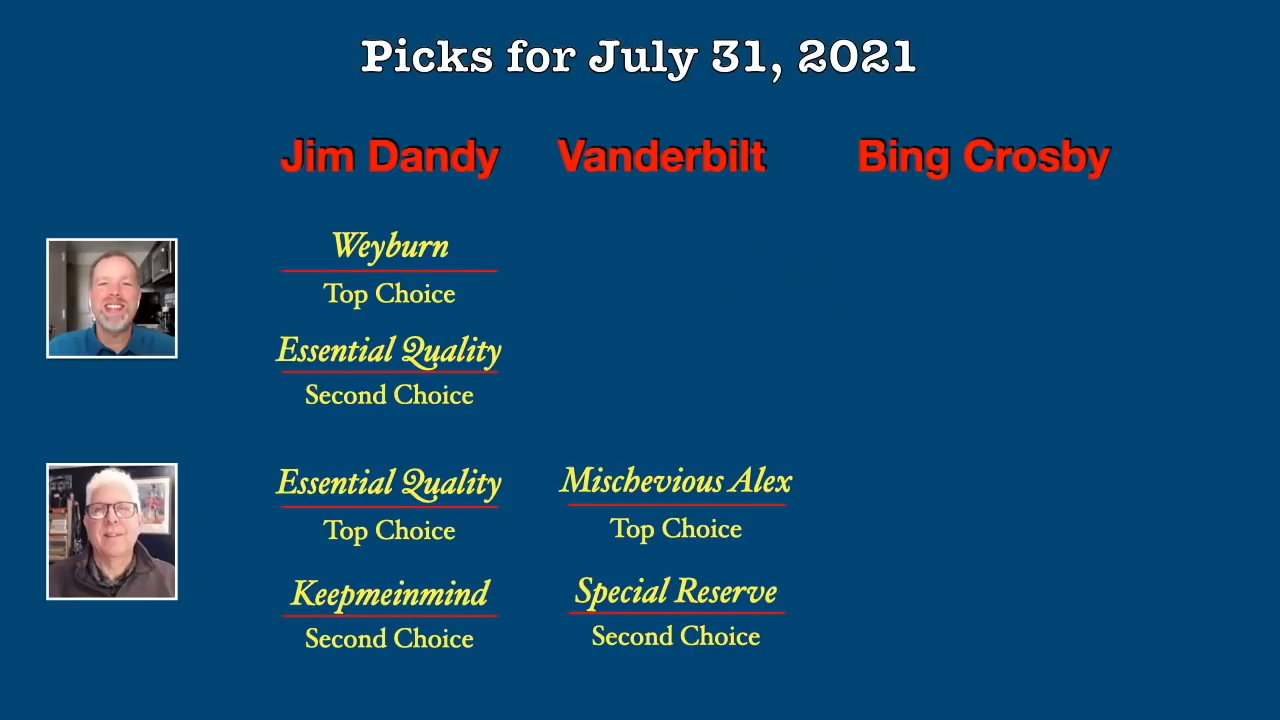 Picks for July 31, 2021
Jim Dandy Vanderbilt Bing Crosby
Weyburn
Top Choice
Essential Quality
Second Choice
Essential Quality Mischevious Alex
Top Choice Top Choice
Keepmeinmind Special Reserve
Second Choice Second Choice